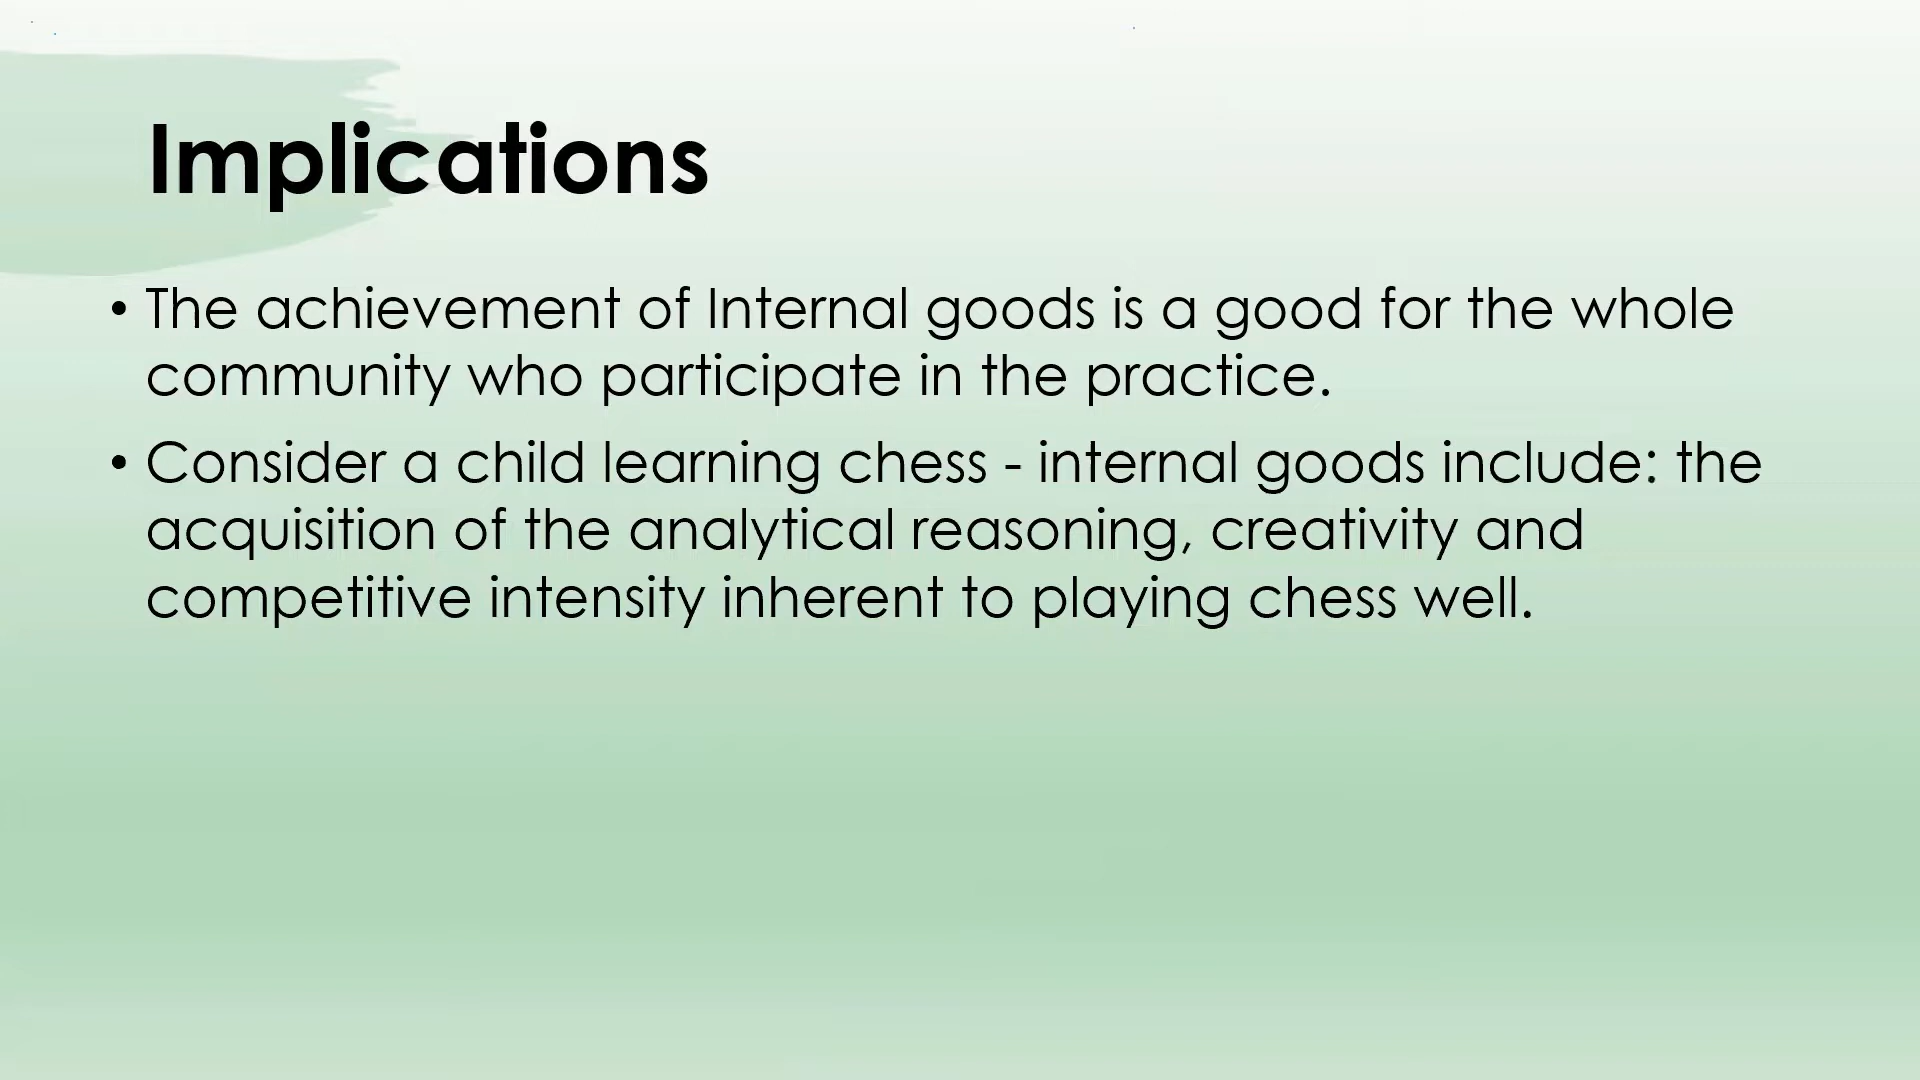 Implications
• The achievement of Internal goods is a good for the whole
community who participate in the practice.
• Consider a child learning chess - internal goods include: the
acquisition of the analytical reasoning, creativity and
competitive intensity inherent to playing chess well.